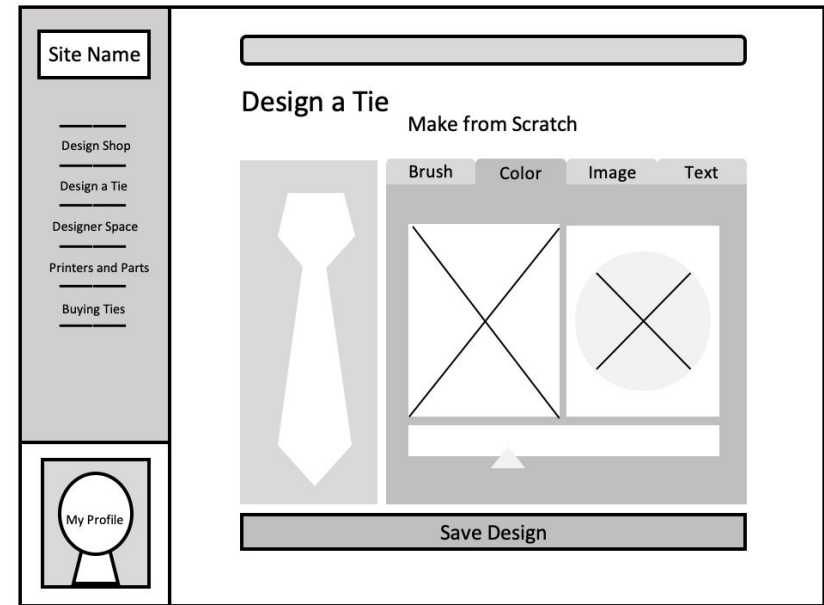 Site Name
Design Shop
Design a Tie
Designer Space
Printers and Parts
Buying Ties
My Profile
Design a Tie
Make from Scratch
Brush Color Image Text
Save Design